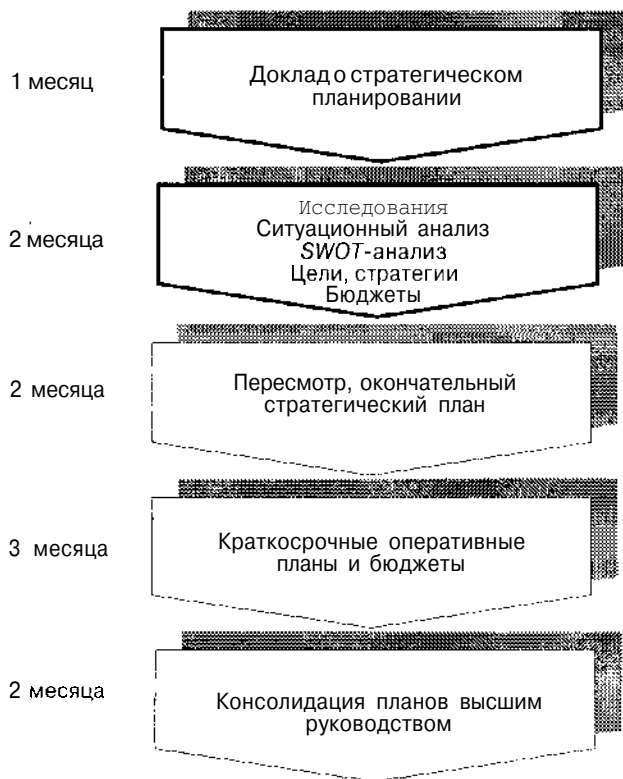 1 месяц
Доклад о стратегическом
планировании
2 месяца
Исследования
Ситуационный анализ
SWOT-анализ
Цели, стратегии
Бюджеты
2 месяца
Пересмотр, окончательный
стратегический план
3 месяца
Краткосрочные оперативные
планы и бюджеты
2 месяца
Консолидация планов высшим
руководством